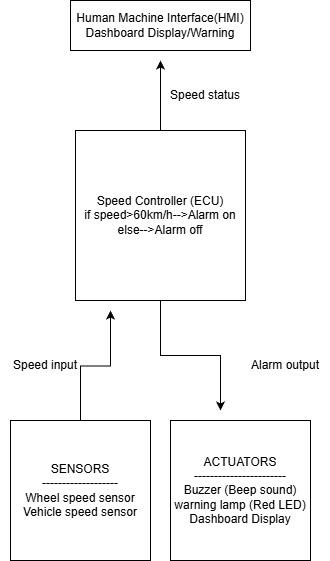 Human Machine Interface(HMI)
Dashboard Display/Warning
Speed status
Speed Controller (ECU)
if speed>60km/h-->Alarm on
else-->Alarm off
Speed input
Alarm output
SENSORS
-------------------
Wheel speed sensor
Vehicle speed sensor
ACTUATORS
-----------------------
Buzzer (Beep sound)
warning lamp (Red LED)
Dashboard Display